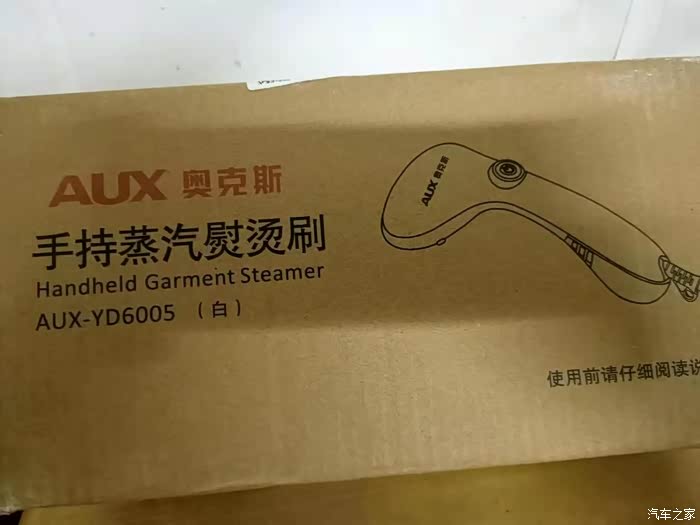 AUX 奥克斯
手持蒸汽熨烫刷
Handheld Garment Steamer
AUX-YD6005 (白)
AUX 奥克斯
使用前请仔细阅读说
汽车之家